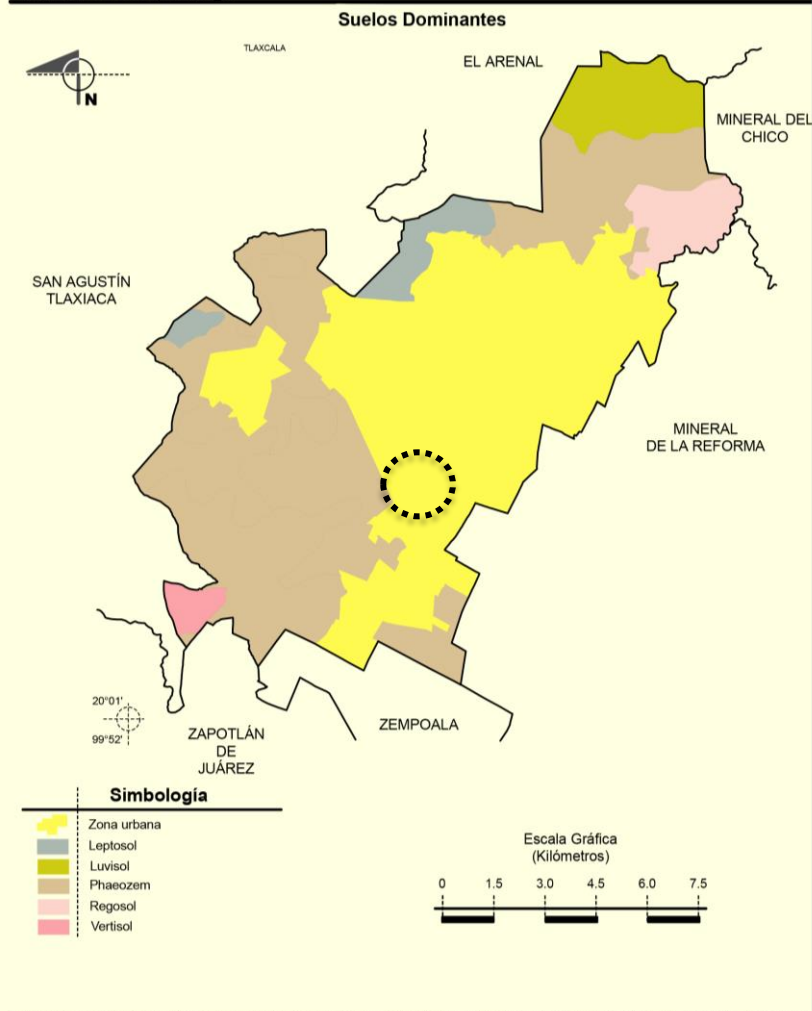 Suelos Dominantes
TLAXCALA
EL ARENAL
N
MINERAL DEL
CHICO
SAN AGUSTÍN
TLAXIACA
MINERAL
DE LA REFORMA
20°01'
99°52'
ZAPOTLÁN
DE
JUÁREZ
ZEMPOALA
Simbología
Zona urbana
Leptosol
Luvisol
Phaeozem
Regosol
Vertisol
Escala Gráfica
(Kilómetros)
0 1.5 3.0 4.5 6.0 7.5